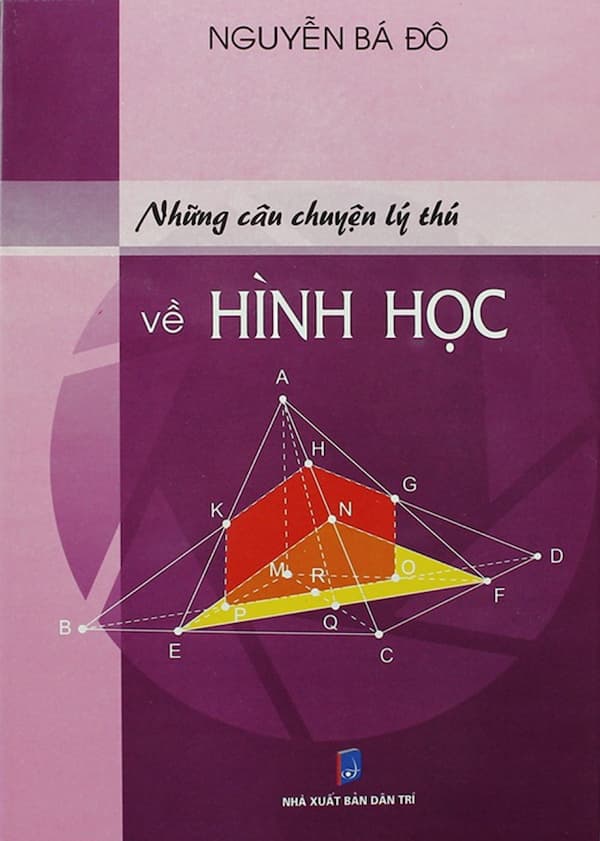 NGUYỄN BÁ ĐÔ
Những câu chuyện lý thú
về HÌNH HỌC
A
H
G
K
N
D
M
R
O
F
P
B
Q
E
C
NHÀ XUẤT BẢN DÂN TRÍ